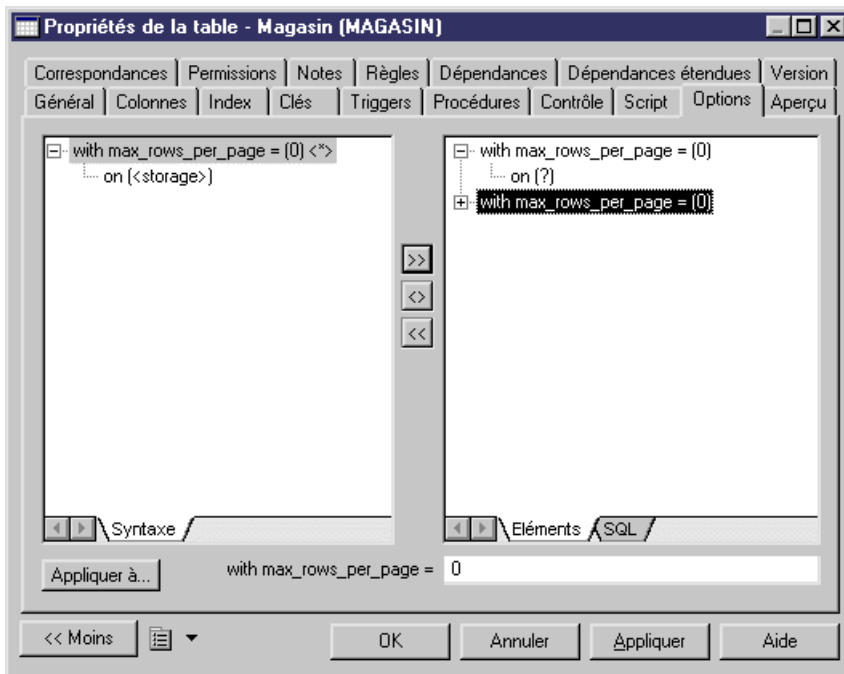 Propriétés de la table - Magasin (MAGASIN)
Correspondances Permissions Notes Règles Dépendances Dépendances étendues Version
Général Colonnes Index Clés Triggers Procédures Contrôle Script Options Aperçu
with max_rows_per_page = (0) <*>
on (<storage>)
with max_rows_per_page = (0)
on (?)
with max_rows_per_page = (0)
>>
<>
<<
Syntaxe
Eléments SQL
Appliquer à... with max_rows_per_page = 0
<< Moins OK Annuler Appliquer Aide